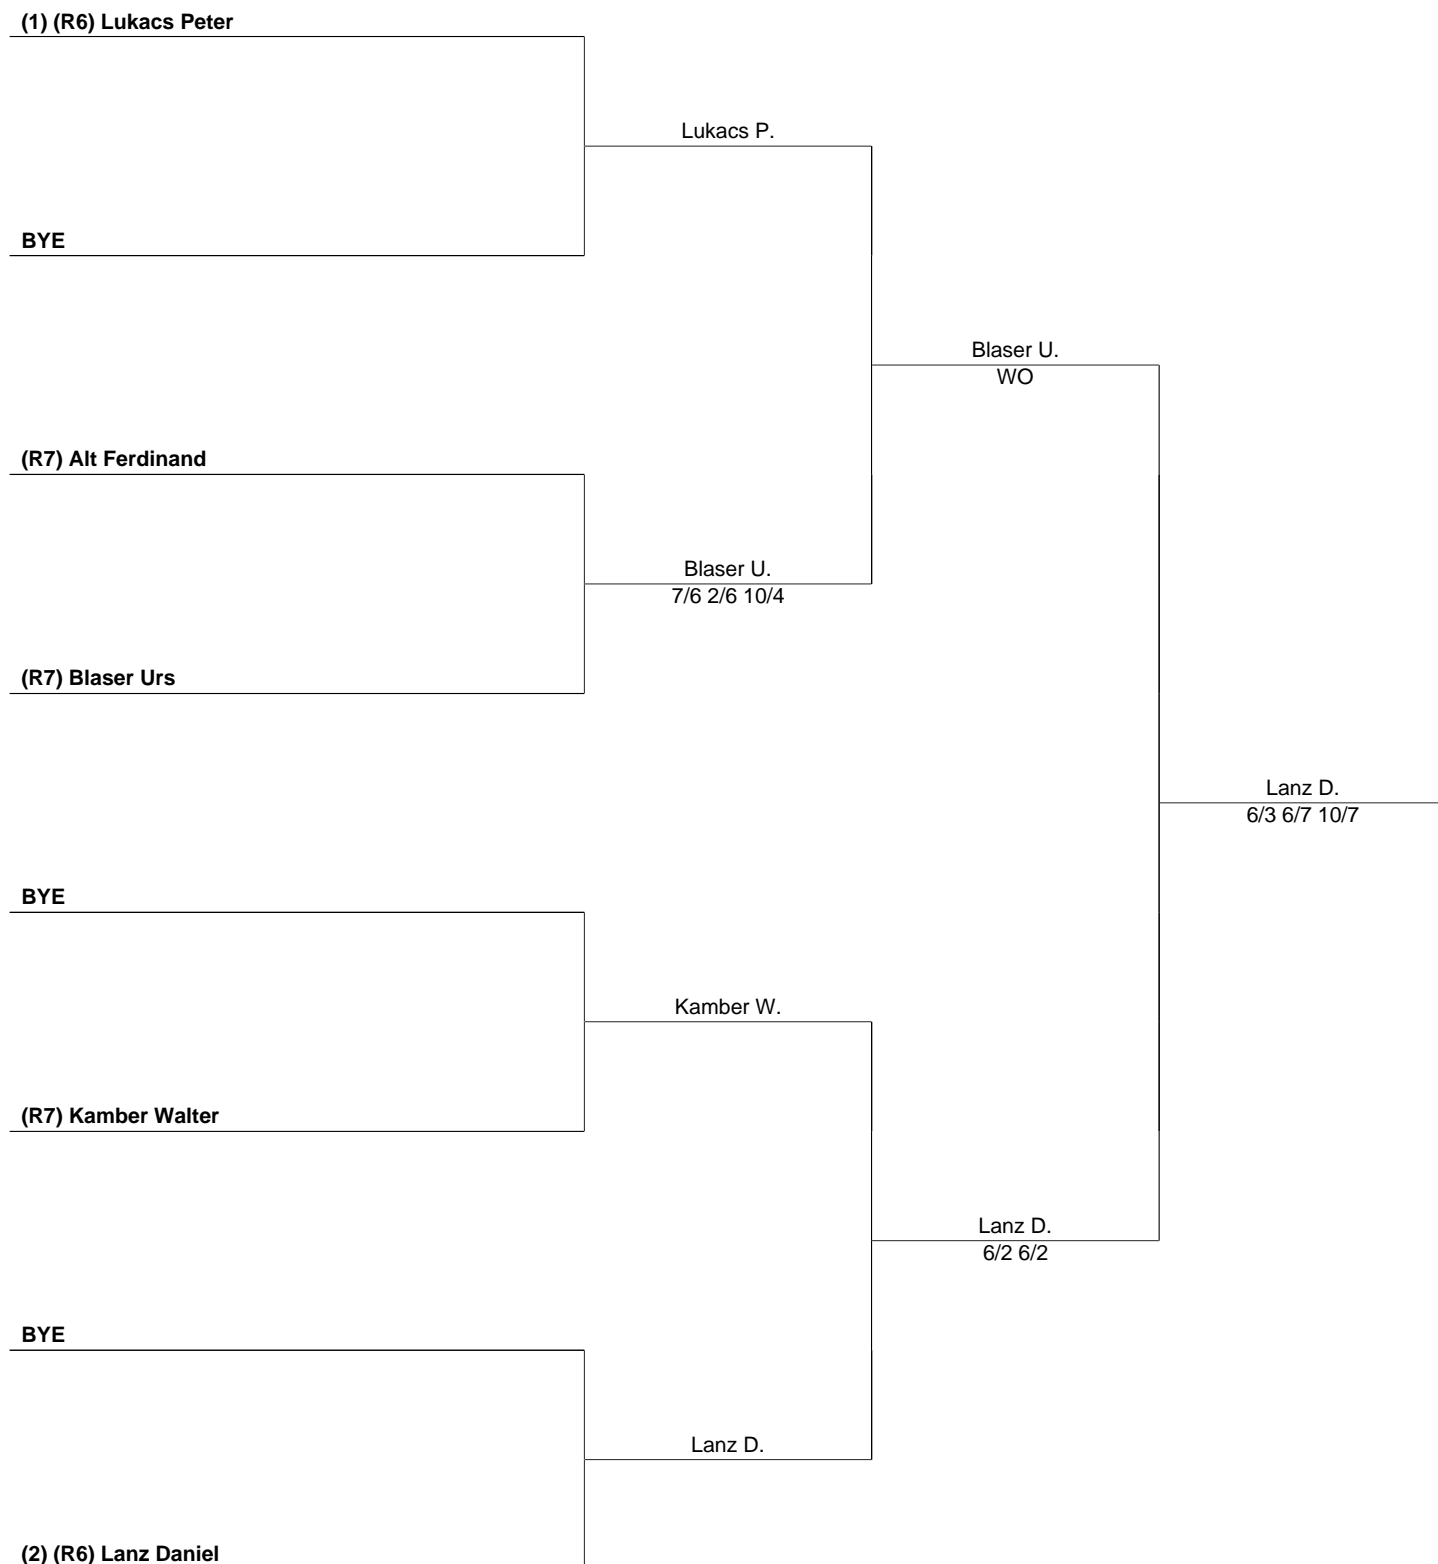 (1) (R6) Lukacs Peter
Lukacs P.
BYE
Blaser U.
WO
(R7) Alt Ferdinand
Blaser U.
7/6 2/6 10/4
(R7) Blaser Urs
Lanz D.
6/3 6/7 10/7
BYE
Kamber W.
(R7) Kamber Walter
Lanz D.
6/2 6/2
BYE
Lanz D.
(2) (R6) Lanz Daniel